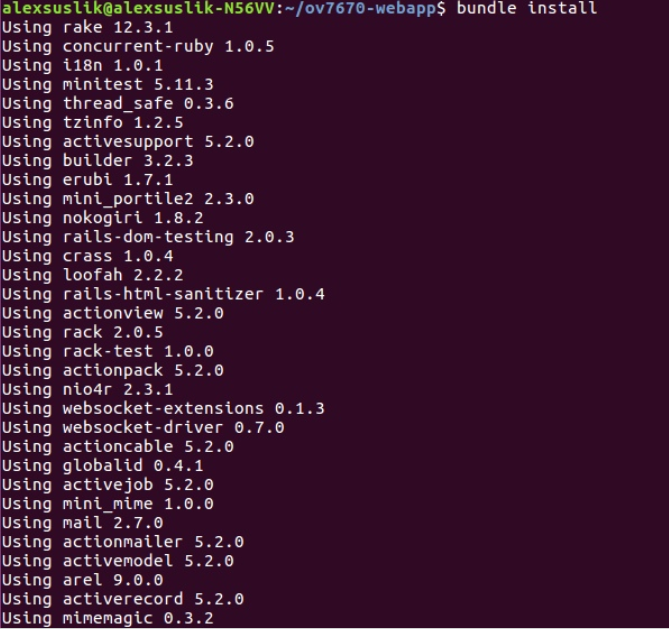 alexsuslik@alexsuslik-N56VV:~/ov7670-webapp$ bundle install
Using rake 12.3.1
Using concurrent-ruby 1.0.5
Using i18n 1.0.1
Using minitest 5.11.3
Using thread_safe 0.3.6
Using tzinfo 1.2.5
Using activesupport 5.2.0
Using builder 3.2.3
Using erubi 1.7.1
Using mini_portile2 2.3.0
Using nokogiri 1.8.2
Using rails-dom-testing 2.0.3
Using crass 1.0.4
Using loofah 2.2.2
Using rails-html-sanitizer 1.0.4
Using actionview 5.2.0
Using rack 2.0.5
Using rack-test 1.0.0
Using actionpack 5.2.0
Using nio4r 2.3.1
Using websocket-extensions 0.1.3
Using websocket-driver 0.7.0
Using actioncable 5.2.0
Using globalid 0.4.1
Using activejob 5.2.0
Using mini_mime 1.0.0
Using mail 2.7.0
Using actionmailer 5.2.0
Using activemodel 5.2.0
Using arel 9.0.0
Using activerecord 5.2.0
Using mimemagic 0.3.2